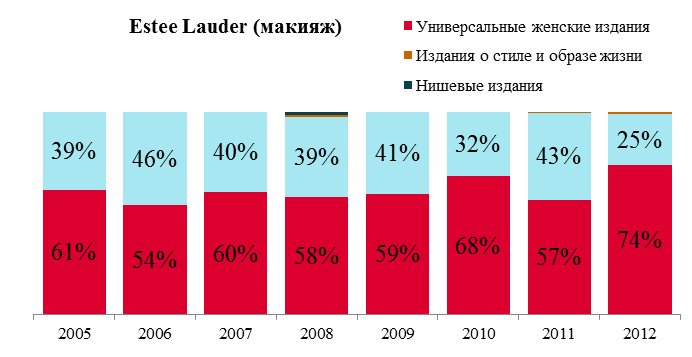 Estee Lauder (макияж)
Универсальные женские издания
Издания о стиле и образе жизни
Нишевые издания
39% 46% 40% 39% 41% 32% 43% 25%
61% 54% 60% 58% 59% 68% 57% 74%
2005 2006 2007 2008 2009 2010 2011 2012